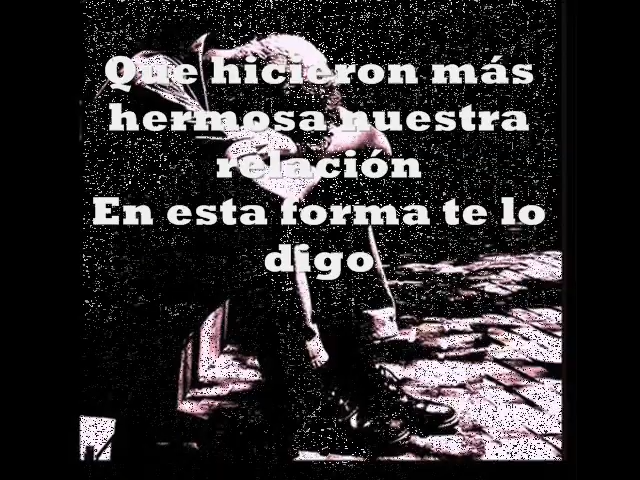 Que hicieron más
hermosa nuestra
relación
En esta forma te lo
digo